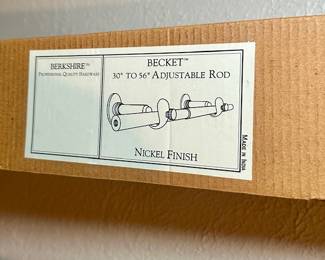 BERKSHIRE™
PROFESSIONAL QUALITY HARDWARE
BECKET™
30" TO 56" ADJUSTABLE ROD
NICKEL FINISH
MADE IN INDIA